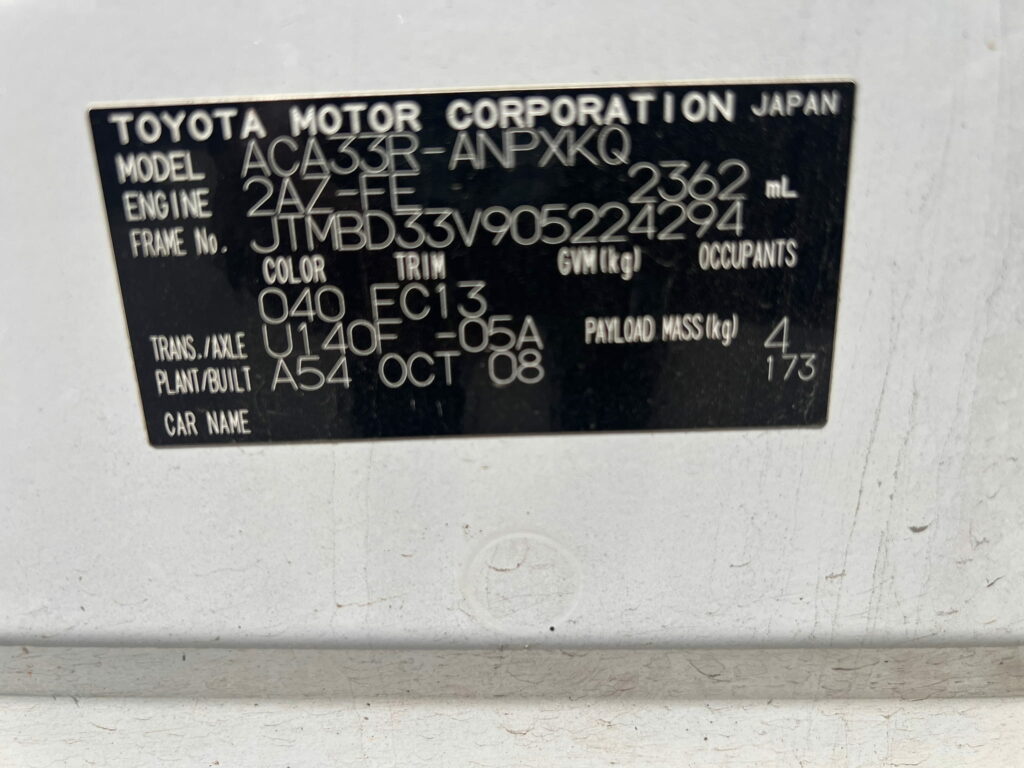 TOYOTA MOTOR CORPORATION JAPAN
MODEL ACA33R-ANPXKQ
ENGINE 2AZ-FE 2362 mL
FRAME No. JTMBD33V905224294
COLOR TRIM GVM(kg) OCCUPANTS
040 FC13
TRANS./AXLE U140F -05A PAYLOAD MASS(kg) 4
PLANT/BUILT A54 OCT 08 173
CAR NAME